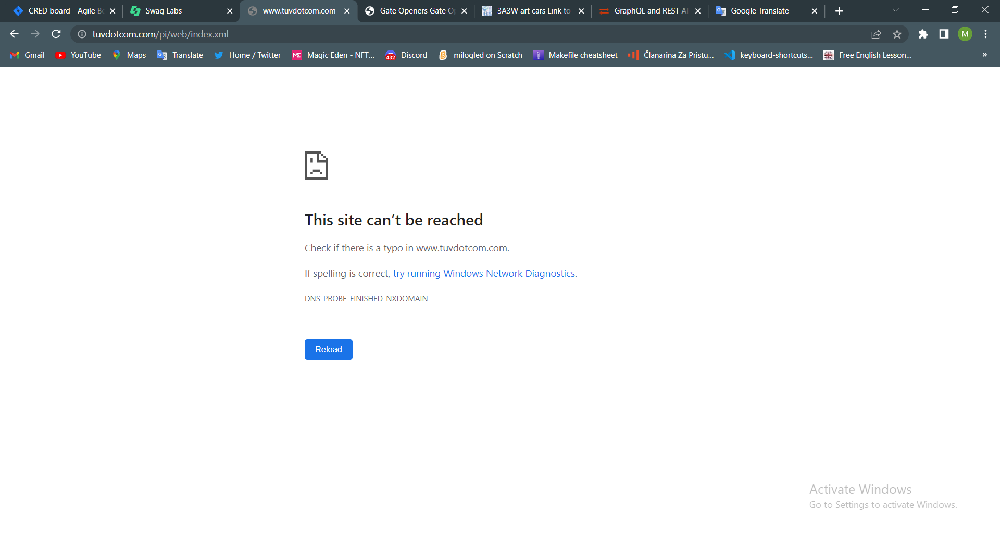 CRED board - Agile B
Swag Labs
www.tuvdotcom.com
Gate Openers Gate O
3A3W art cars Link to
GraphQL and REST A
Google Translate
tuvdotcom.com/pi/web/index.xml
M
Gmail
YouTube
Maps
Translate
Home / Twitter
ME
Magic Eden - NFT...
432
Discord
milogled on Scratch
Makefile cheatsheet
Članarina Za Pristu...
keyboard-shortcuts...
Free English Lesson...
»
This site can’t be reached
Check if there is a typo in www.tuvdotcom.com.
If spelling is correct, try running Windows Network Diagnostics.
DNS_PROBE_FINISHED_NXDOMAIN
Reload
Activate Windows
Go to Settings to activate Windows.